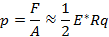 p = F/A ≈ 1/2 E*Rq